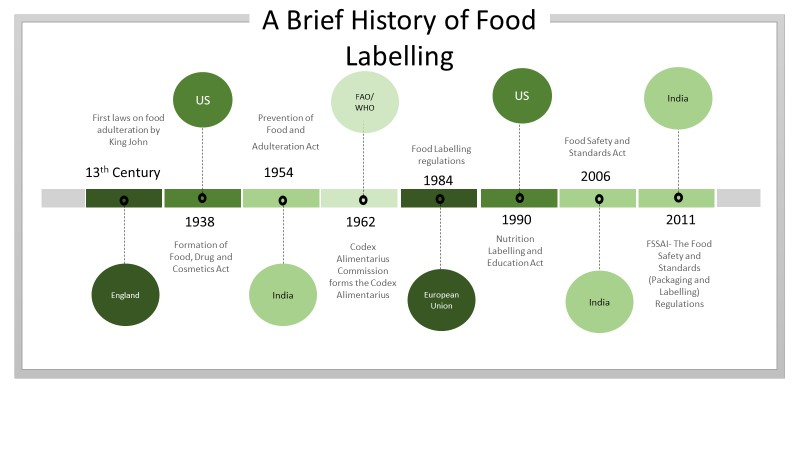 A Brief History of Food
Labelling
First laws on food
adulteration by
King John
13th Century
England
US
1938
Formation of
Food, Drug and
Cosmetics Act
Prevention of
Food and
Adulteration Act
1954
India
FAO/
WHO
1962
Codex
Alimentarius
Commission
forms the Codex
Alimentarius
Food Labelling
regulations
1984
European
Union
US
1990
Nutrition
Labelling and
Education Act
Food Safety and
Standards Act
2006
India
India
2011
FSSAI- The Food
Safety and
Standards
(Packaging and
Labelling)
Regulations